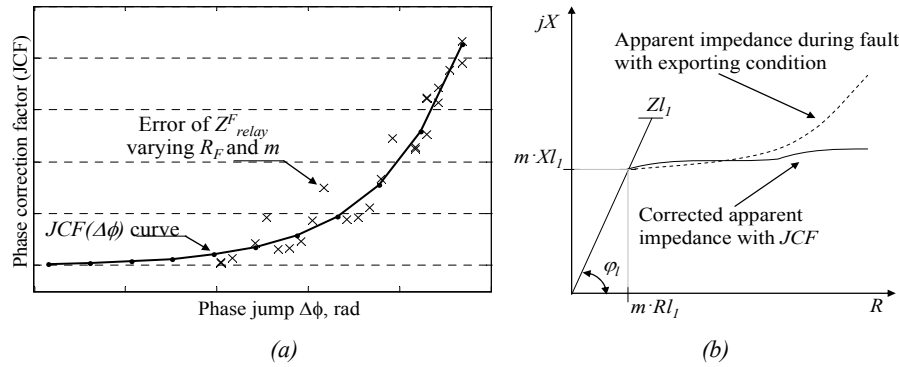 Phase correction factor (JCF)
Error of Z^F_relay
varying R_F and m
JCF(Δϕ) curve
Phase jump Δϕ, rad
(a)
jX
Apparent impedance during fault
with exporting condition
Zl_1
m·Xl_1
Corrected apparent
impedance with JCF
φ_l
m·Rl_1
R
(b)